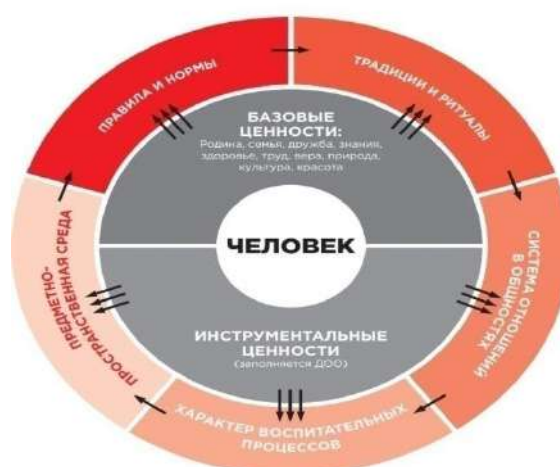 ПРАВИЛА И НОРМЫ
ТРАДИЦИИ И РИТУАЛЫ
БАЗОВЫЕ
ЦЕННОСТИ:
Родина, семья, дружба, знания,
здоровье, труд, вера, природа,
культура, красота
ЧЕЛОВЕК
СИСТЕМА ОТНОШЕНИЙ
В ОБЩНОСТЯХ
ПРЕДМЕТНО-
ПРОСТРАНСТВЕННАЯ СРЕДА
ИНСТРУМЕНТАЛЬНЫЕ
ЦЕННОСТИ
(заполняется ДОО)
ХАРАКТЕР ВОСПИТАТЕЛЬНЫХ
ПРОЦЕССОВ